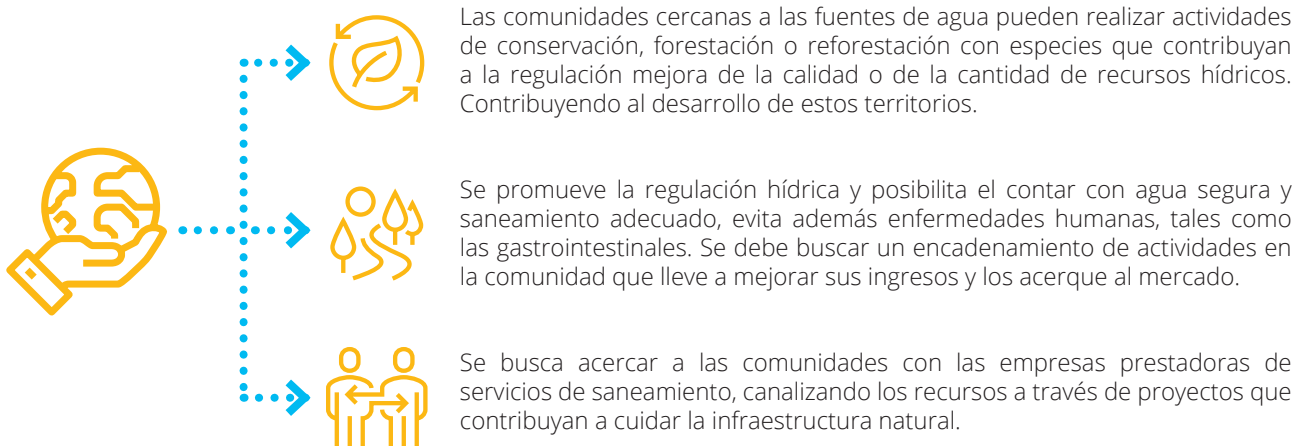 Las comunidades cercanas a las fuentes de agua pueden realizar actividades
de conservación, forestación o reforestación con especies que contribuyan
a la regulación mejora de la calidad o de la cantidad de recursos hídricos.
Contribuyendo al desarrollo de estos territorios.
Se promueve la regulación hídrica y posibilita el contar con agua segura y
saneamiento adecuado, evita además enfermedades humanas, tales como
las gastrointestinales. Se debe buscar un encadenamiento de actividades en
la comunidad que lleve a mejorar sus ingresos y los acerque al mercado.
Se busca acercar a las comunidades con las empresas prestadoras de
servicios de saneamiento, canalizando los recursos a través de proyectos que
contribuyan a cuidar la infraestructura natural.